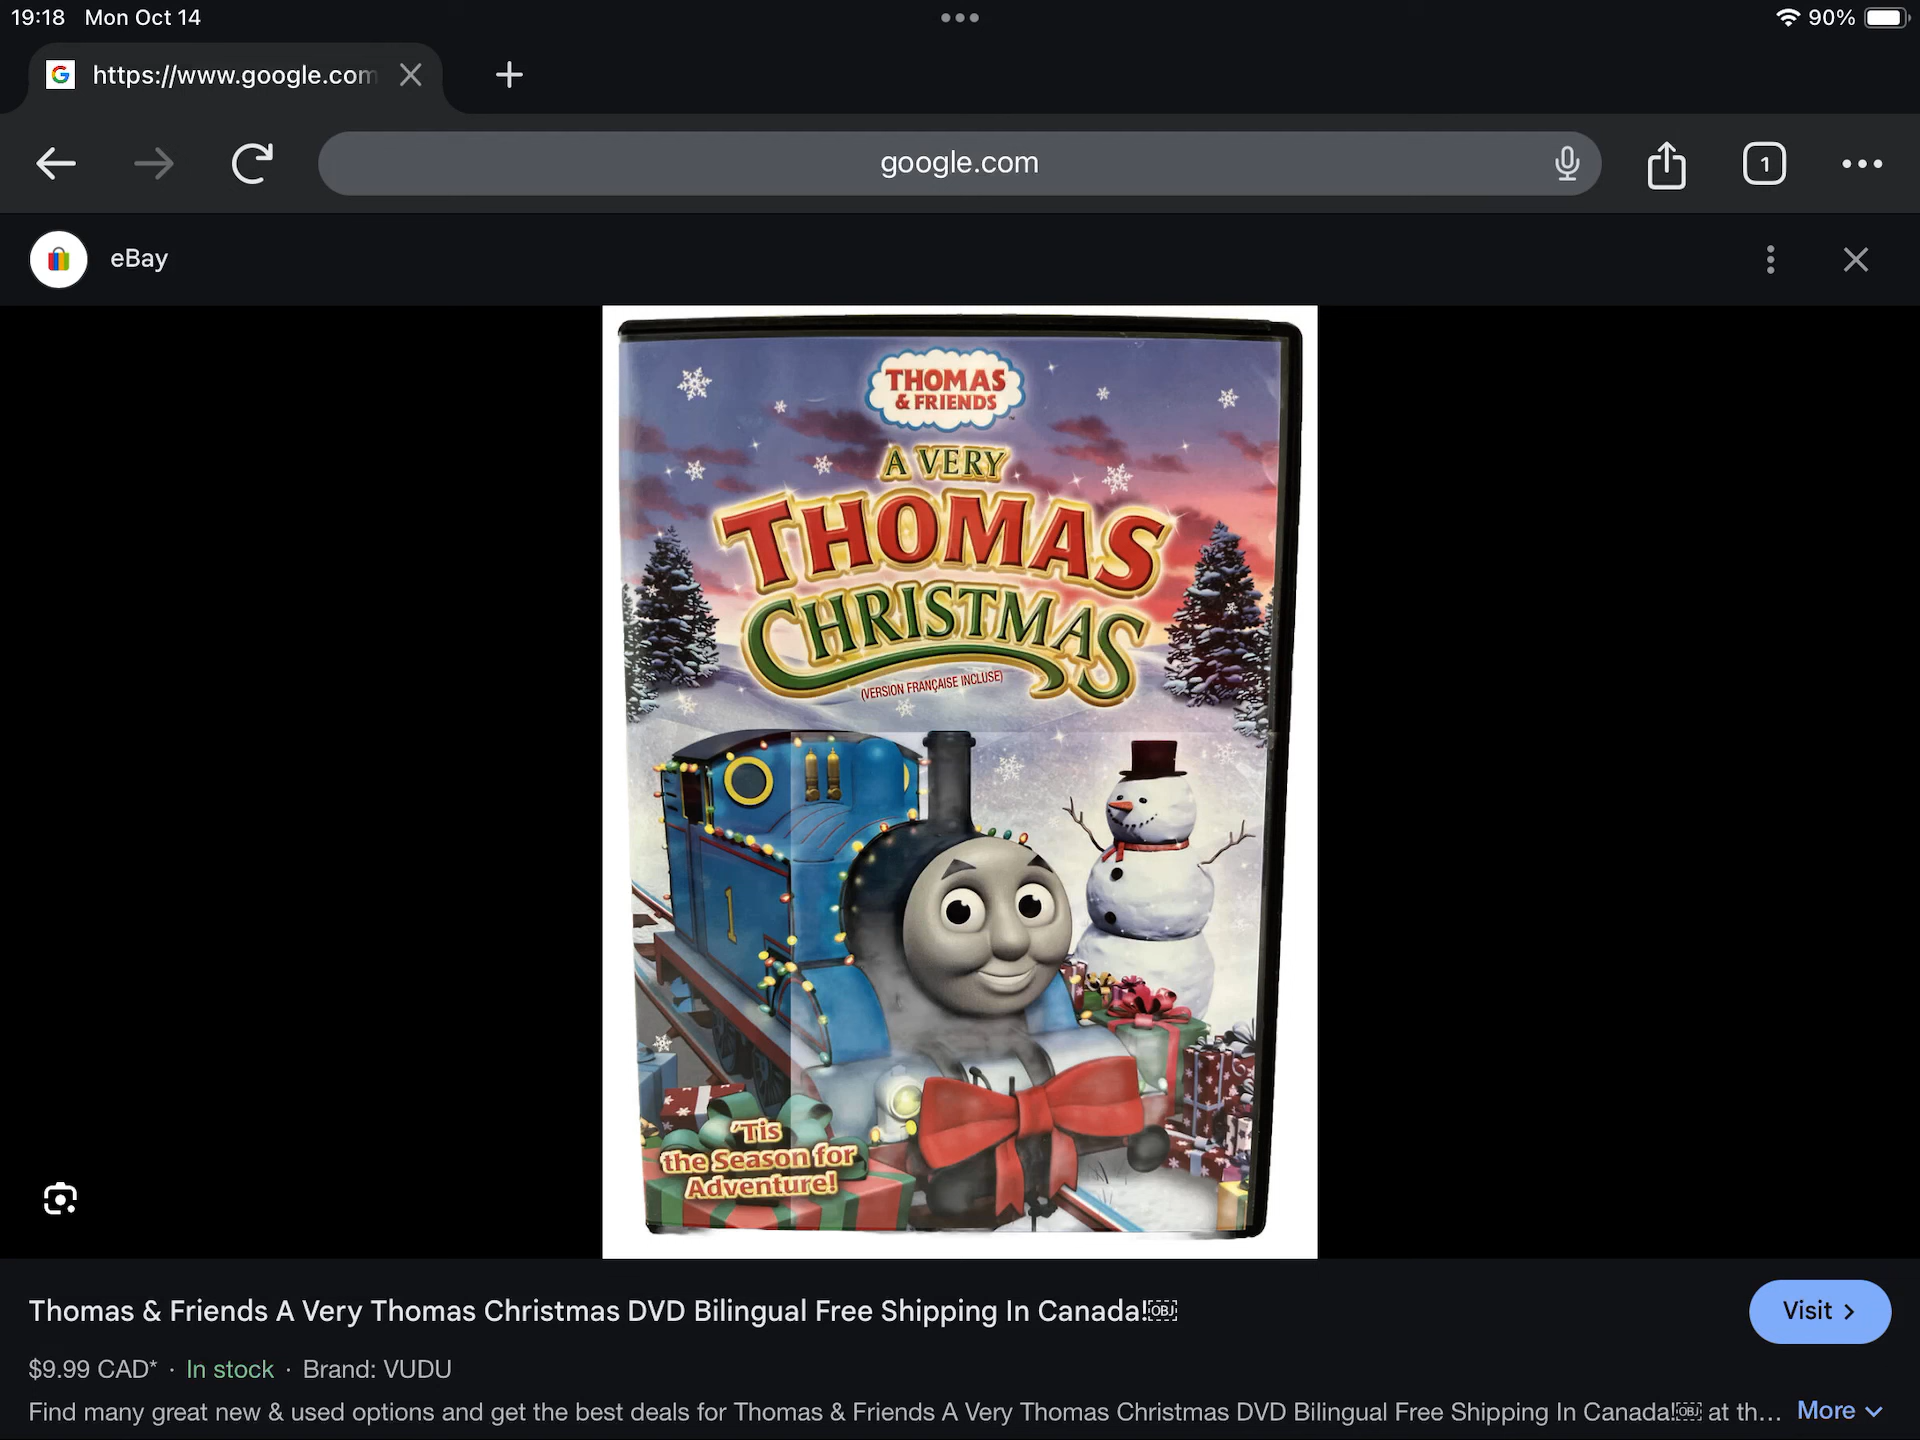 19:18 Mon Oct 14
90%
https://www.google.com
google.com
1
eBay
THOMAS
& FRIENDS
A VERY
THOMAS
CHRISTMAS
(VERSION FRANÇAISE INCLUSE)
1
'Tis
the Season for
Adventure!
Thomas & Friends A Very Thomas Christmas DVD Bilingual Free Shipping In Canada!￼
Visit >
$9.99 CAD* · In stock · Brand: VUDU
Find many great new & used options and get the best deals for Thomas & Friends A Very Thomas Christmas DVD Bilingual Free Shipping In Canada!￼ at th... More